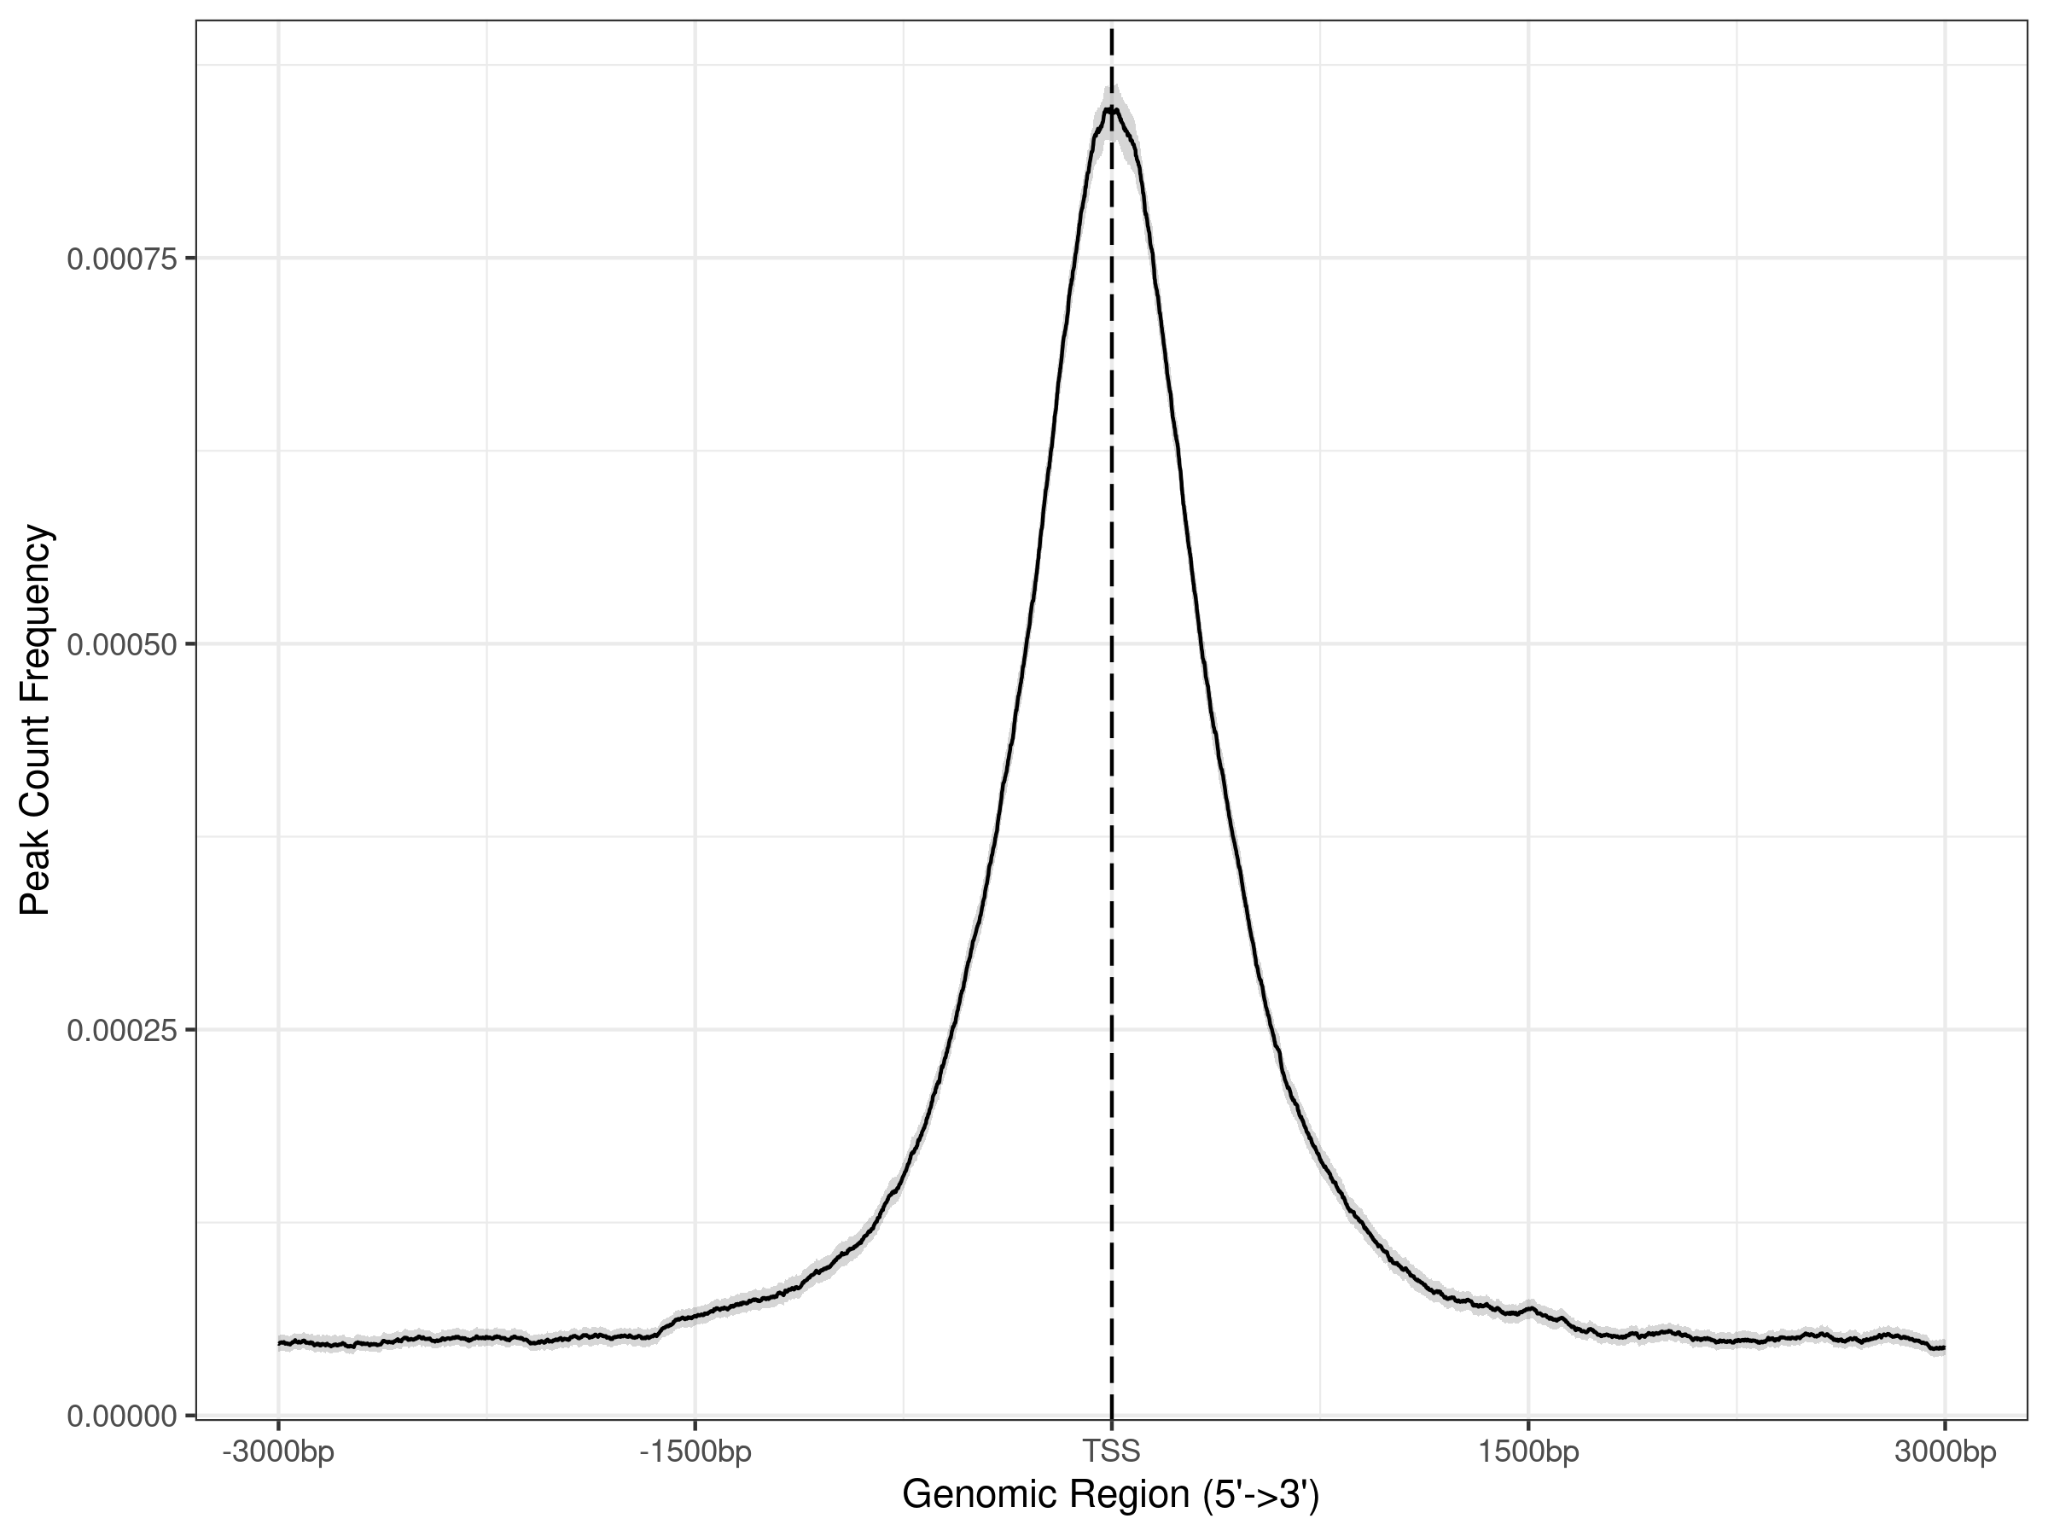 Peak Count Frequency
0.00075
0.00050
0.00025
0.00000
-3000bp
-1500bp
TSS
1500bp
3000bp
Genomic Region (5'->3')